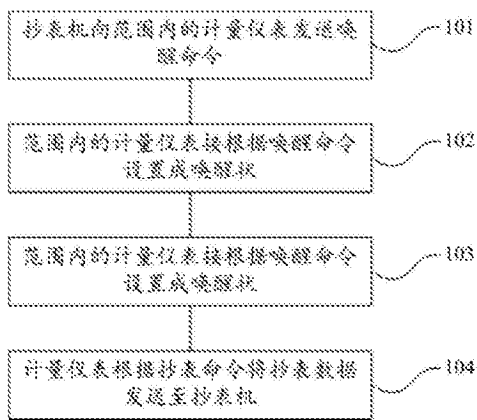 抄表机向范围内的计量仪表发送唤
醒命令
101
范围内的计量仪表接根据唤醒命令
设置成唤醒状
102
范围内的计量仪表接根据唤醒命令
设置成唤醒状
103
计量仪表根据抄表命令将抄表数据
发送至抄表机
104